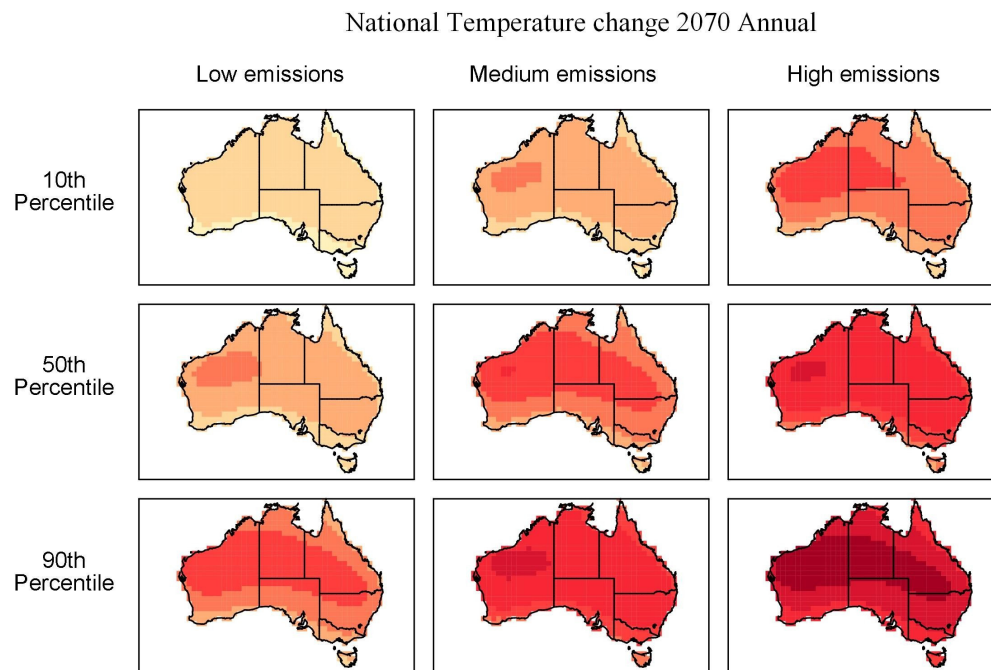 National Temperature change 2070 Annual
Low emissions
Medium emissions
High emissions
10th
Percentile
50th
Percentile
90th
Percentile